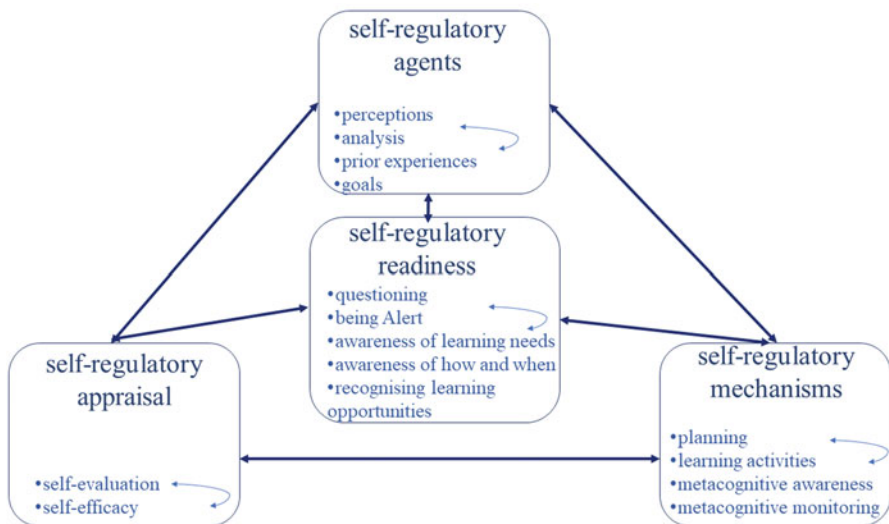 self-regulatory
agents
•perceptions
•analysis
•prior experiences
•goals
self-regulatory
readiness
•questioning
•being Alert
•awareness of learning needs
•awareness of how and when
•recognising learning
opportunities
self-regulatory
appraisal
•self-evaluation
•self-efficacy
self-regulatory
mechanisms
•planning
•learning activities
•metacognitive awareness
•metacognitive monitoring